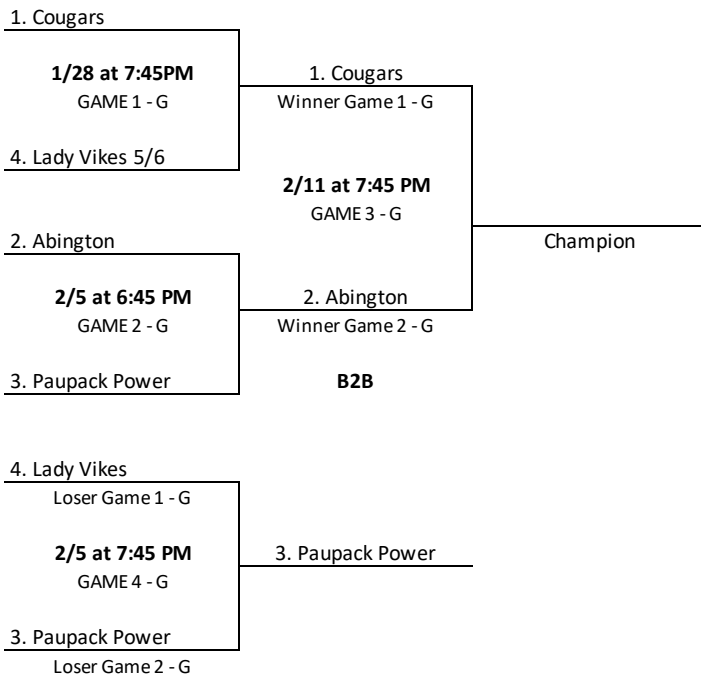 1. Cougars
1/28 at 7:45PM
GAME 1 - G
1. Cougars
Winner Game 1 - G
4. Lady Vikes 5/6
2/11 at 7:45 PM
GAME 3 - G
Champion
2. Abington
2/5 at 6:45 PM
GAME 2 - G
2. Abington
Winner Game 2 - G
3. Paupack Power
B2B
4. Lady Vikes
Loser Game 1 - G
2/5 at 7:45 PM
GAME 4 - G
3. Paupack Power
3. Paupack Power
Loser Game 2 - G